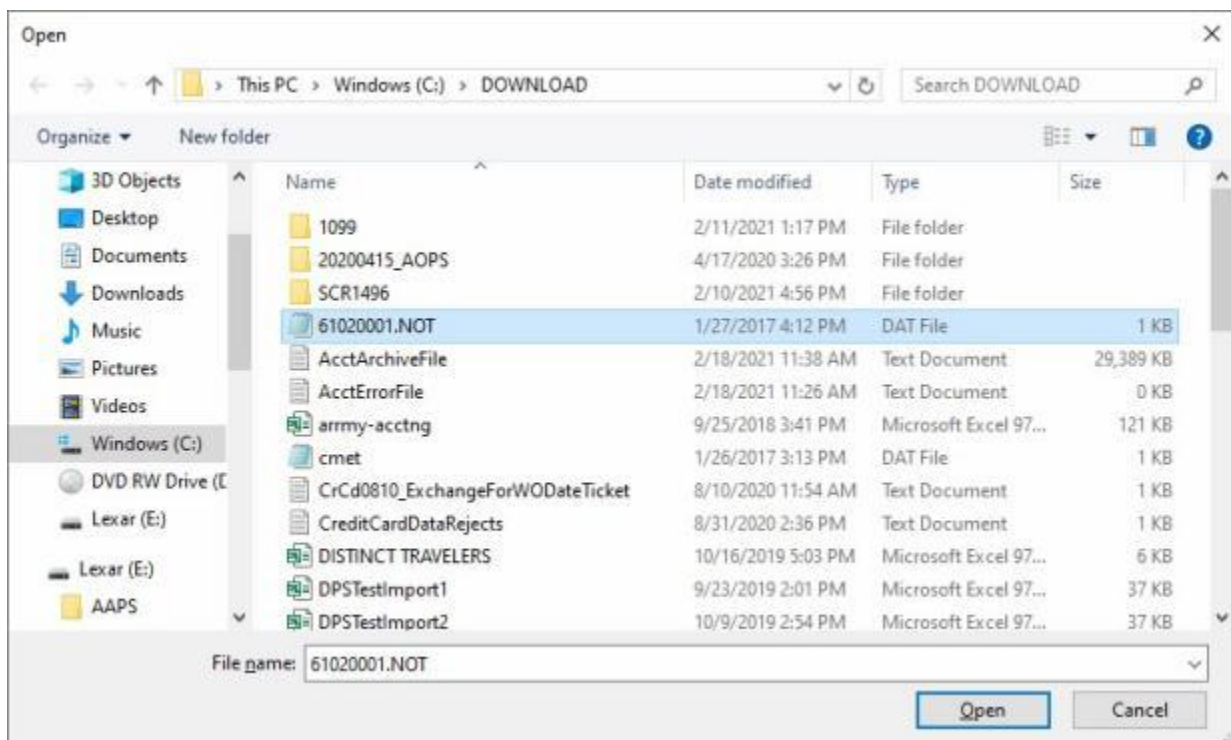 Open
This PC > Windows (C:) > DOWNLOAD
Search DOWNLOAD
Organize
New folder
3D Objects
Desktop
Documents
Downloads
Music
Pictures
Videos
Windows (C:)
DVD RW Drive (D
Lexar (E:)
Lexar (E:)
AAPS
Name Date modified Type Size
1099 2/11/2021 1:17 PM File folder
20200415_AOPS 4/17/2020 3:26 PM File folder
SCR1496 2/10/2021 4:56 PM File folder
61020001.NOT 1/27/2017 4:12 PM DAT File 1 KB
AcctArchiveFile 2/18/2021 11:38 AM Text Document 29,389 KB
AcctErrorFile 2/18/2021 11:26 AM Text Document 0 KB
arrmy-acctng 9/25/2018 3:41 PM Microsoft Excel 97... 121 KB
cmet 1/26/2017 3:13 PM DAT File 1 KB
CrCd0810_ExchangeForWODateTicket 8/10/2020 11:54 AM Text Document 1 KB
CreditCardDataRejects 8/31/2020 2:36 PM Text Document 1 KB
DISTINCT TRAVELERS 10/16/2019 5:03 PM Microsoft Excel 97... 6 KB
DPSTestImport1 9/23/2019 2:01 PM Microsoft Excel 97... 37 KB
DPSTestImport2 10/9/2019 2:54 PM Microsoft Excel 97... 37 KB
File name: 61020001.NOT
Open
Cancel